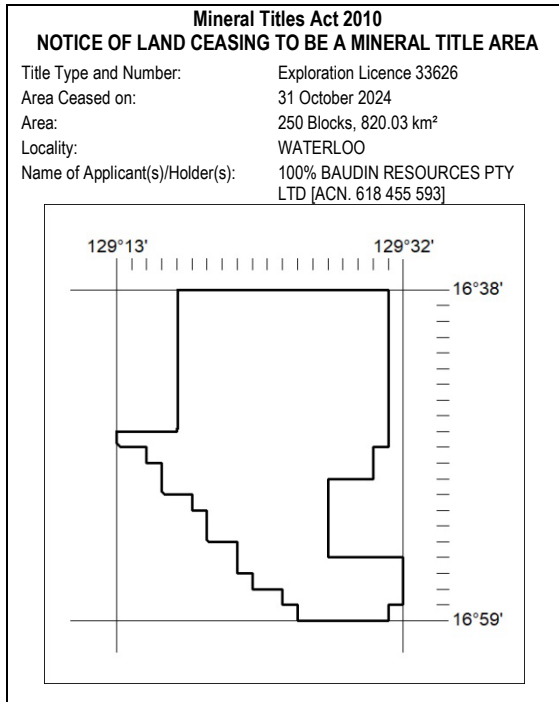 Mineral Titles Act 2010
NOTICE OF LAND CEASING TO BE A MINERAL TITLE AREA
Title Type and Number: Exploration Licence 33626
Area Ceased on: 31 October 2024
Area: 250 Blocks, 820.03 km²
Locality: WATERLOO
Name of Applicant(s)/Holder(s): 100% BAUDIN RESOURCES PTY
LTD [ACN. 618 455 593]
129°13' 129°32'
16°38'
16°59'